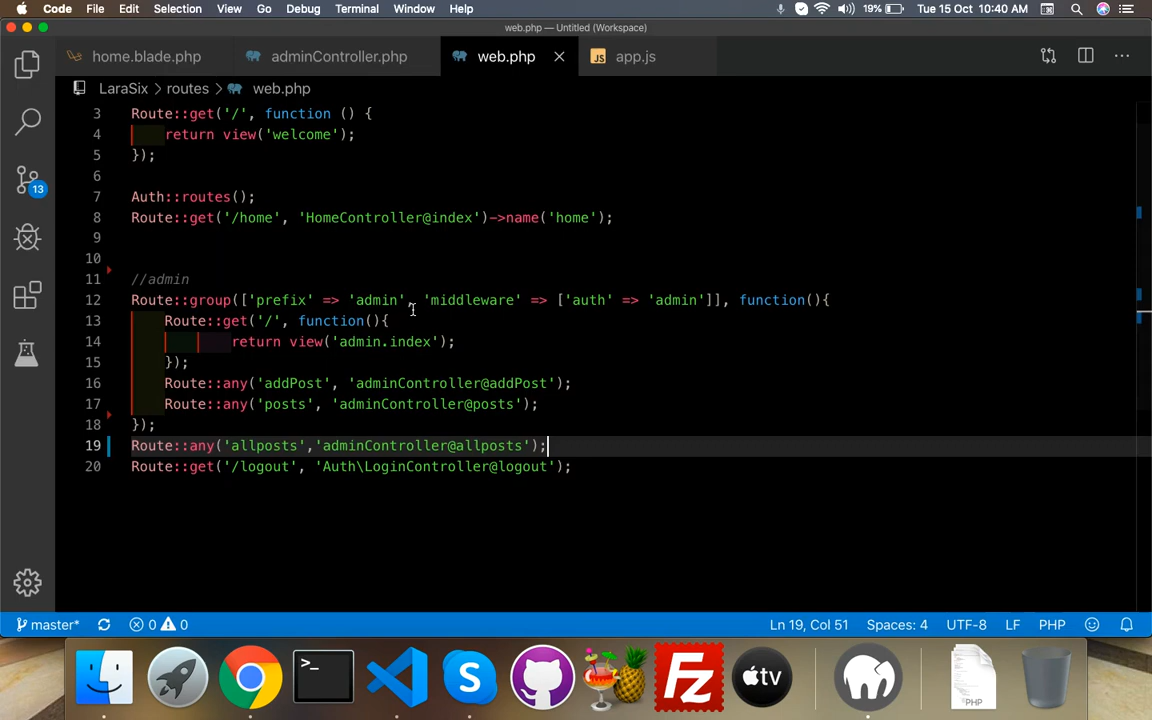 Code File Edit Selection View Go Debug Terminal Window Help 19% Tue 15 Oct 10:40 AM
web.php — Untitled (Workspace)
home.blade.php adminController.php web.php JS app.js
LaraSix > routes > web.php
3 Route::get('/', function () {
4 return view('welcome');
5 });
6
7 Auth::routes();
8 Route::get('/home', 'HomeController@index')->name('home');
9
10
11 //admin
12 Route::group(['prefix' => 'admin', 'middleware' => ['auth' => 'admin']], function(){
13 Route::get('/', function(){
14 return view('admin.index');
15 });
16 Route::any('addPost', 'adminController@addPost');
17 Route::any('posts', 'adminController@posts');
18 });
19 Route::any('allposts','adminController@allposts');
20 Route::get('/logout', 'Auth\LoginController@logout');
13
master* 0 0 Ln 19, Col 51 Spaces: 4 UTF-8 LF PHP
>_ S Fz tv PHP